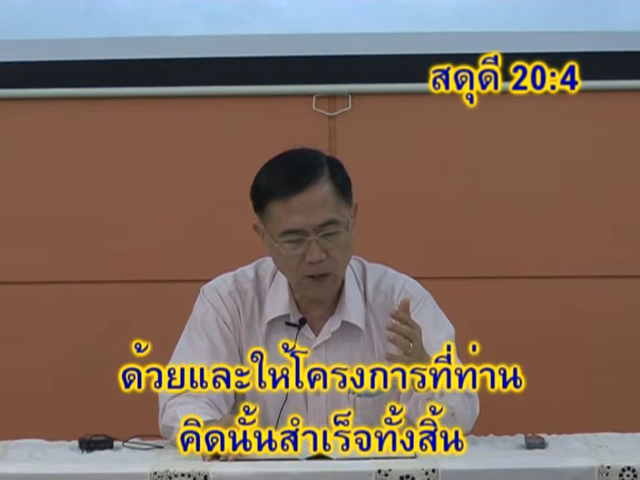 สดุดี 20:4
ด้วยและให้โครงการที่ท่าน
คิดนั้นสำเร็จทั้งสิ้น